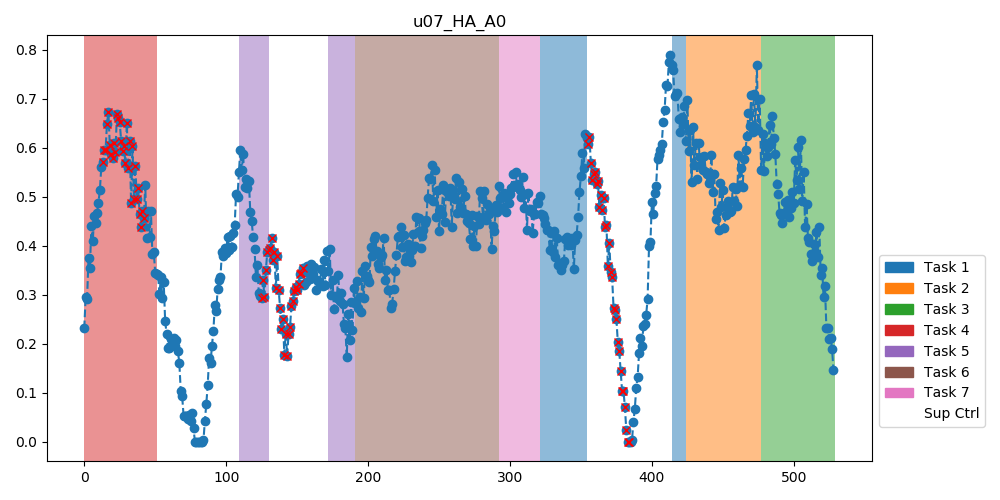 u07_HA_A0
0.8
0.7
0.6
0.5
0.4
0.3
0.2
0.1
0.0
0 100 200 300 400 500
Task 1
Task 2
Task 3
Task 4
Task 5
Task 6
Task 7
Sup Ctrl